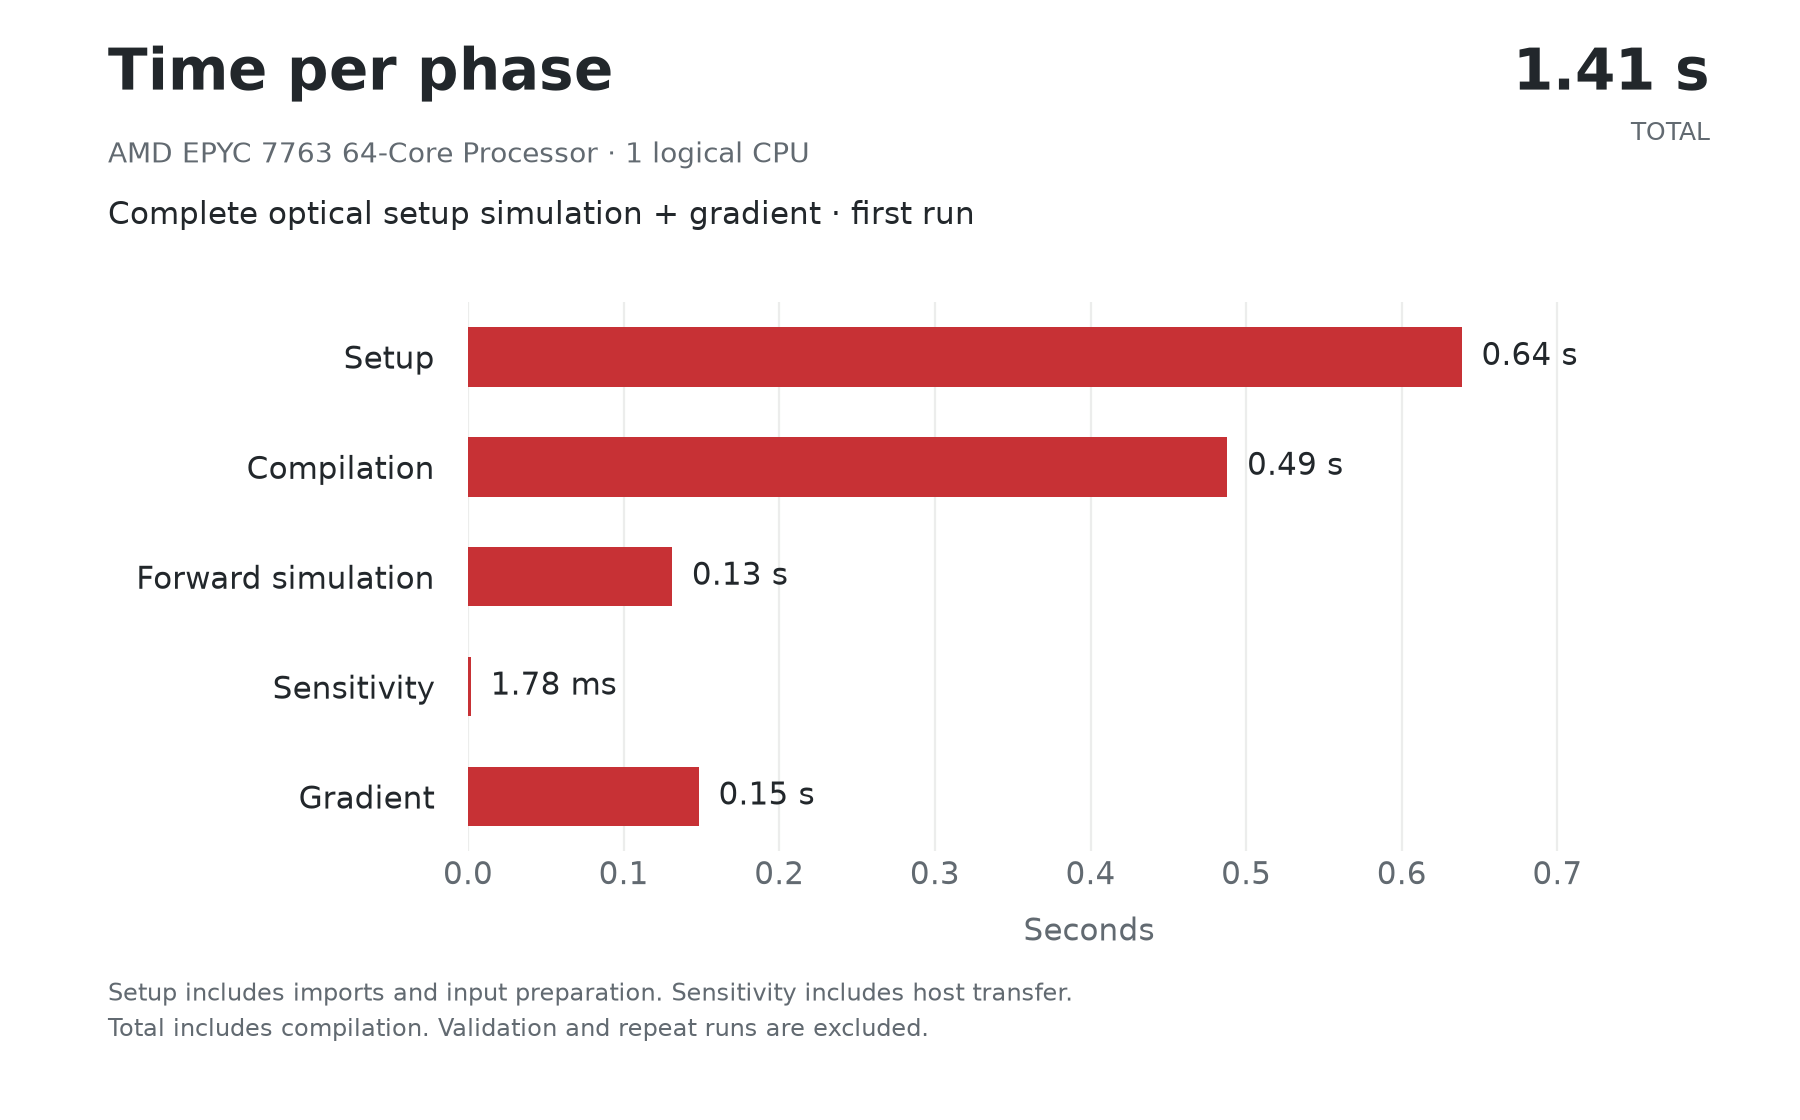 Time per phase
1.41 s
TOTAL
AMD EPYC 7763 64-Core Processor · 1 logical CPU
Complete optical setup simulation + gradient · first run
Setup
0.64 s
Compilation
0.49 s
Forward simulation
0.13 s
Sensitivity
1.78 ms
Gradient
0.15 s
0.0 0.1 0.2 0.3 0.4 0.5 0.6 0.7
Seconds
Setup includes imports and input preparation. Sensitivity includes host transfer.
Total includes compilation. Validation and repeat runs are excluded.